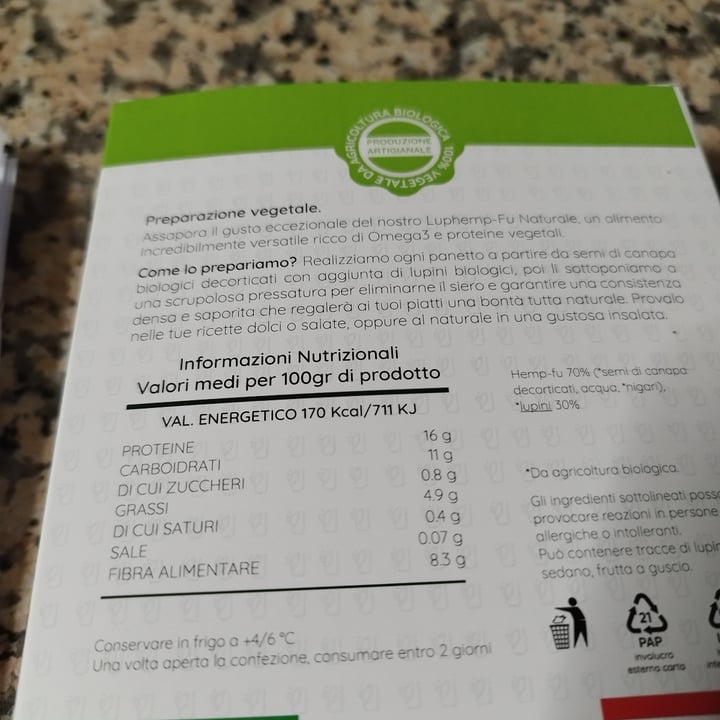 100% VEGETALE DA AGRICOLTURA BIOLOGICA
PRODUZIONE
ARTIGIANALE
Preparazione vegetale.
Assapora il gusto eccezionale del nostro Luphemp-Fu Naturale, un alimento
incredibilmente versatile ricco di Omega3 e proteine vegetali.
Come lo prepariamo? Realizziamo ogni panetto a partire da semi di canapa
biologici decorticati con aggiunta di lupini biologici, poi li sottoponiamo a
una scrupolosa pressatura per eliminarne il siero e garantire una consistenza
densa e saporita che regalerà ai tuoi piatti una bontà tutta naturale. Provalo
nelle tue ricette dolci o salate, oppure al naturale in una gustosa insalata.
Informazioni Nutrizionali
Valori medi per 100gr di prodotto
VAL. ENERGETICO 170 Kcal/711 KJ
PROTEINE 16 g
CARBOIDRATI 11 g
DI CUI ZUCCHERI 0.8 g
GRASSI 4.9 g
DI CUI SATURI 0.4 g
SALE 0.07 g
FIBRA ALIMENTARE 8.3 g
Hemp-fu 70% (*semi di canapa
decorticati, acqua, *nigari),
*lupini 30%
*Da agricoltura biologica.
Gli ingredienti sottolineati posso
provocare reazioni in persone
allergiche o intolleranti.
Può contenere tracce di lupin
sedano, frutta a guscio.
Conservare in frigo a +4/6 °C
Una volta aperta la confezione, consumare entro 2 giorni
21
PAP
involucro
esterno carta